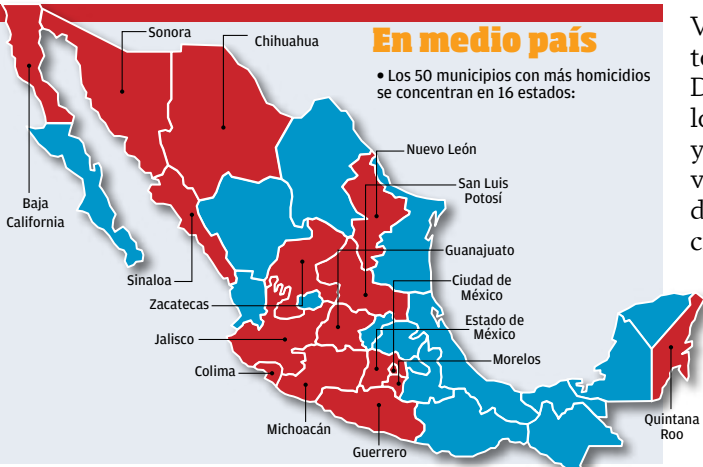 En medio país
• Los 50 municipios con más homicidios
se concentran en 16 estados:
Sonora
Chihuahua
Nuevo León
San Luis
Potosí
Baja
California
Guanajuato
Sinaloa
Ciudad de
México
Zacatecas
Estado de
México
Jalisco
Morelos
Colima
Michoacán
Guerrero
Quintana
Roo